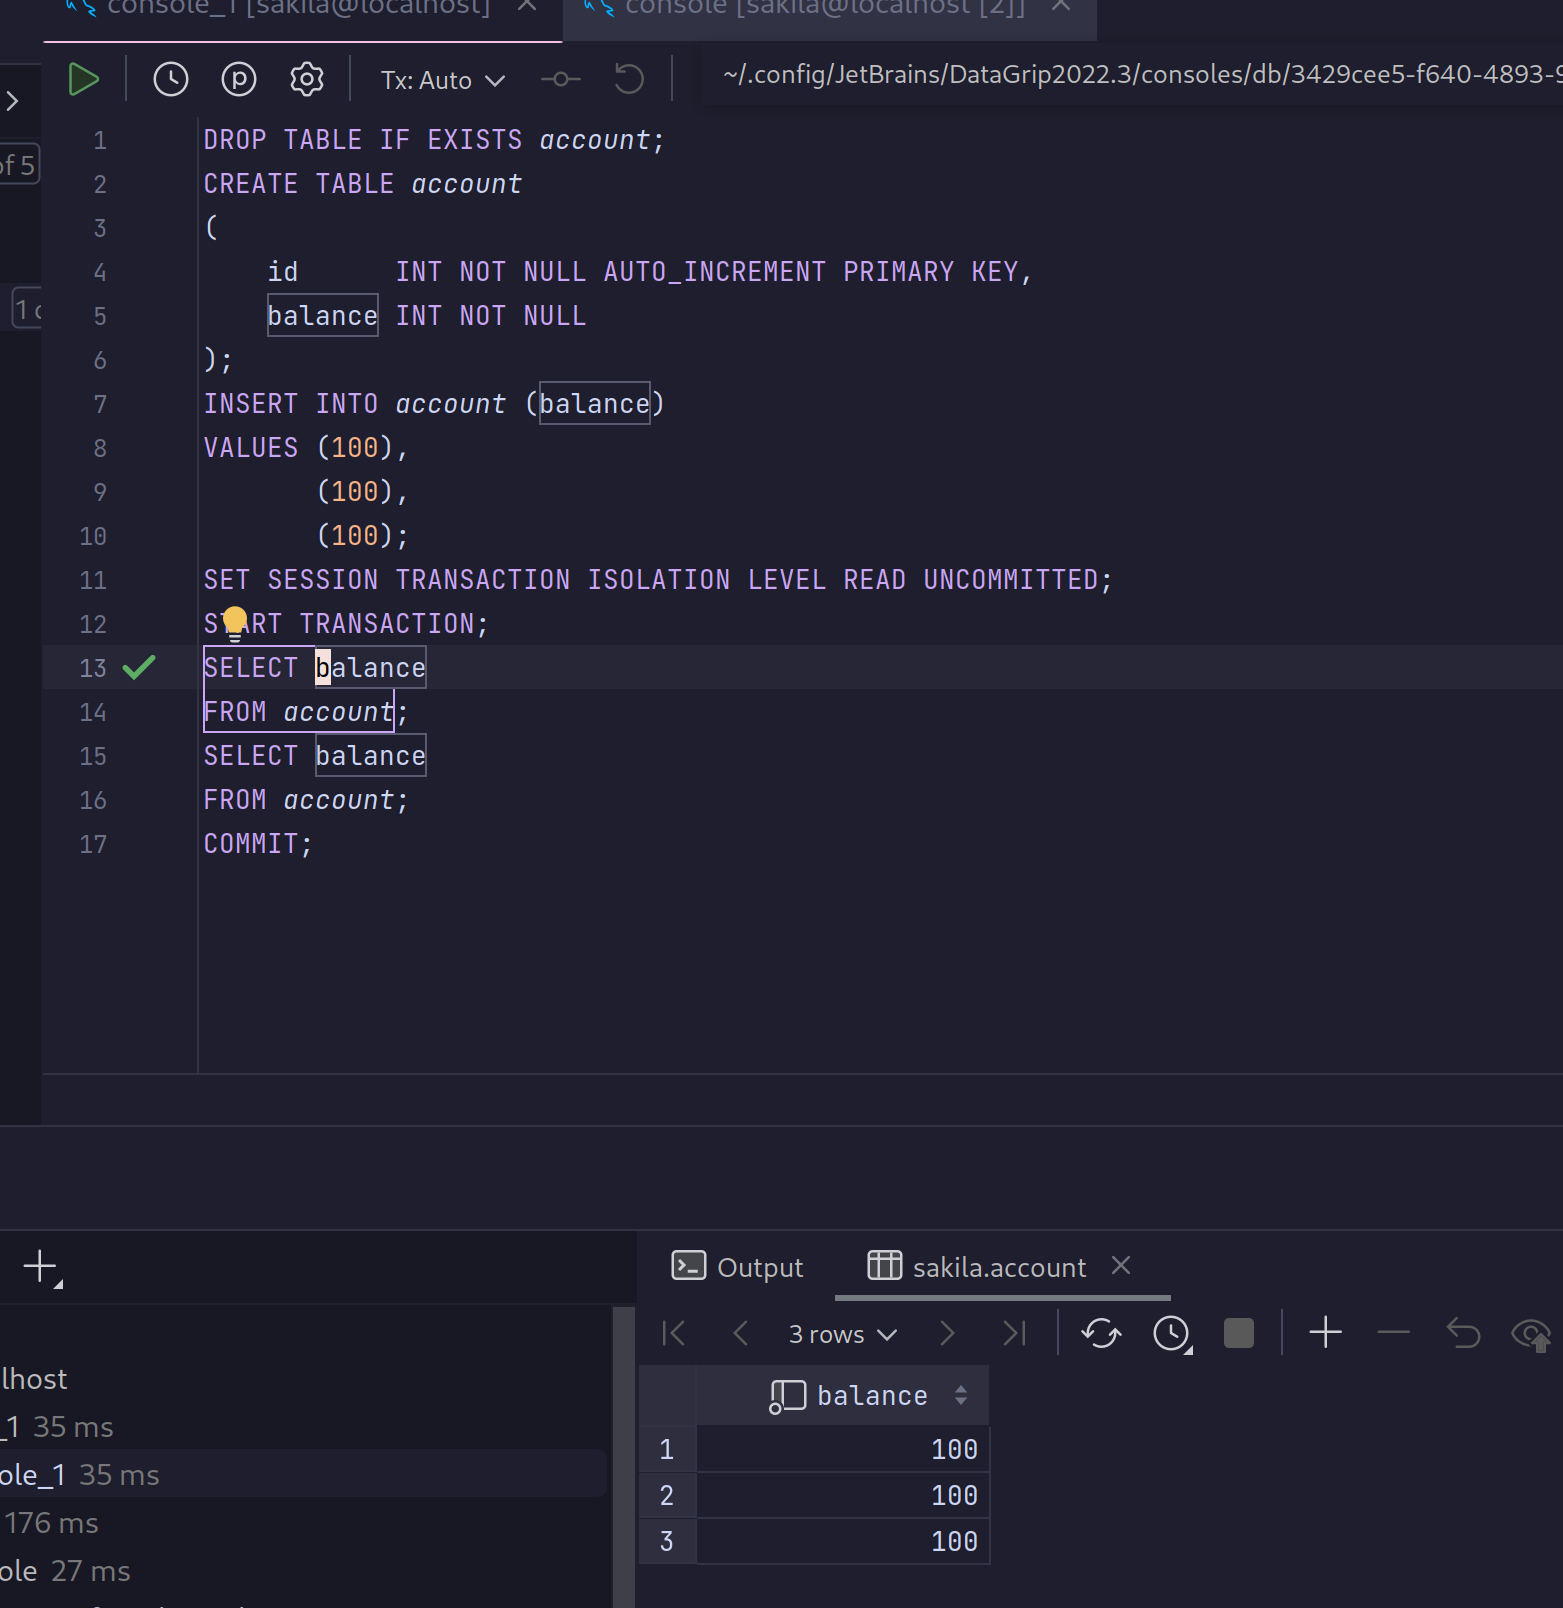 console_1 [sakila@localhost]
console [sakila@localhost [2]]
Tx: Auto
~/.config/JetBrains/DataGrip2022.3/consoles/db/3429cee5-f640-4893-9
of 5
1
1 DROP TABLE IF EXISTS account;
2 CREATE TABLE account
3 (
4 id INT NOT NULL AUTO_INCREMENT PRIMARY KEY,
5 balance INT NOT NULL
6 );
7 INSERT INTO account (balance)
8 VALUES (100),
9 (100),
10 (100);
11 SET SESSION TRANSACTION ISOLATION LEVEL READ UNCOMMITTED;
12 START TRANSACTION;
13 SELECT balance
14 FROM account;
15 SELECT balance
16 FROM account;
17 COMMIT;
Output
sakila.account
3 rows
lhost
_1 35 ms
ole_1 35 ms
176 ms
ole 27 ms
balance
1 100
2 100
3 100